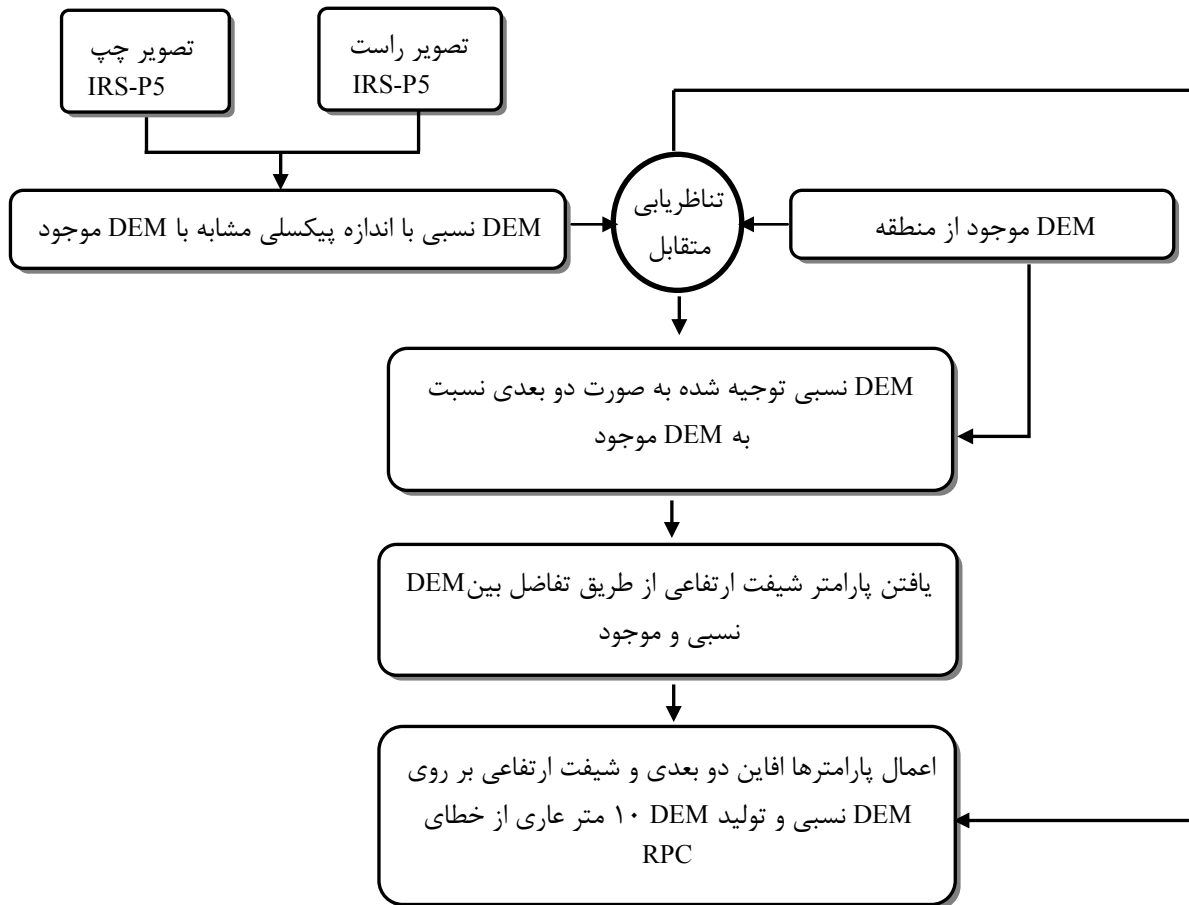 تصویر راست
IRS-P5
تصویر چپ
IRS-P5
تناظریابی
متقابل
DEM موجود از منطقه
DEM نسبی با اندازه پیکسلی مشابه با DEM موجود
DEM نسبی توجیه شده به صورت دو بعدی نسبت
به DEM موجود
یافتن پارامتر شیفت ارتفاعی از طریق تفاضل بینDEM
نسبی و موجود
اعمال پارامترها افاین دو بعدی و شیفت ارتفاعی بر روی
DEM نسبی و تولید DEM ۱۰ متر عاری از خطای
RPC